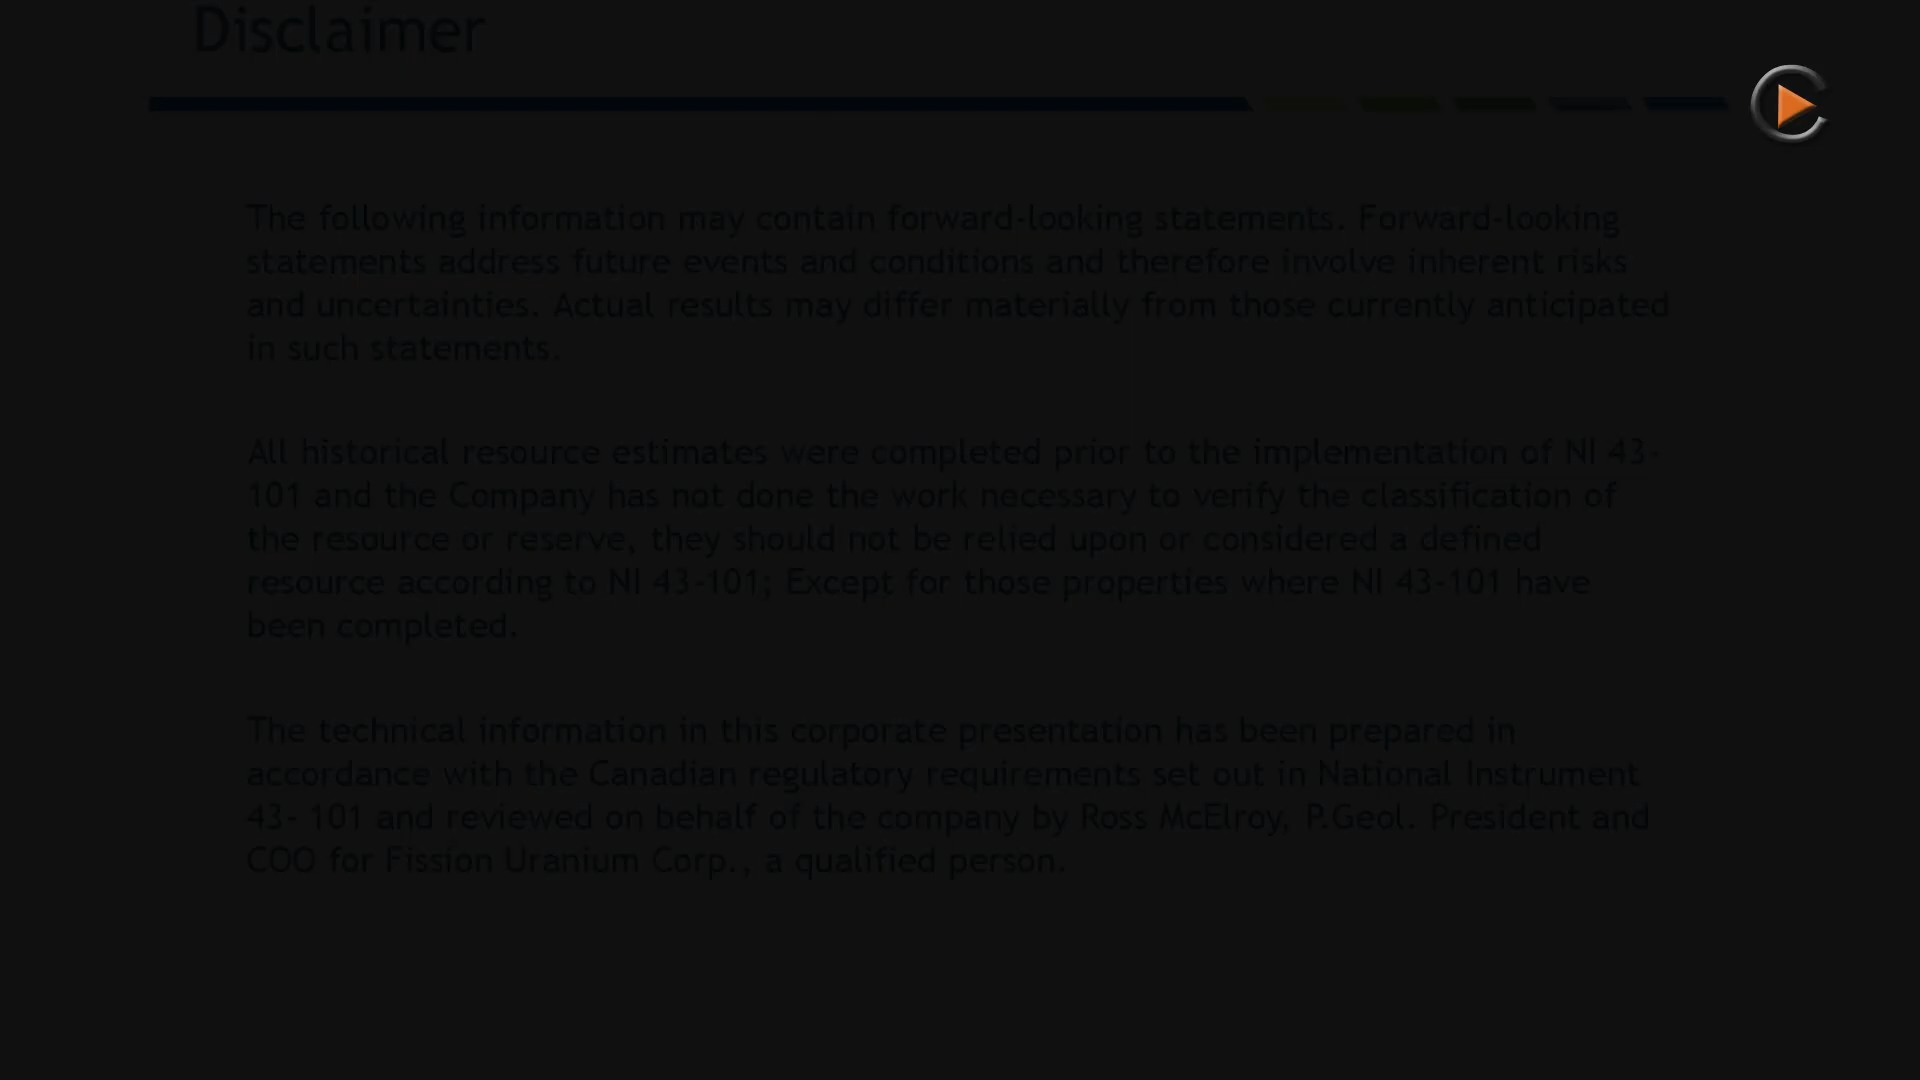 Disclaimer
The following information may contain forward-looking statements. Forward-looking
statements address future events and conditions and therefore involve inherent risks
and uncertainties. Actual results may differ materially from those currently anticipated
in such statements.
All historical resource estimates were completed prior to the implementation of NI 43-
101 and the Company has not done the work necessary to verify the classification of
the resource or reserve, they should not be relied upon or considered a defined
resource according to NI 43-101; Except for those properties where NI 43-101 have
been completed.
The technical information in this corporate presentation has been prepared in
accordance with the Canadian regulatory requirements set out in National Instrument
43- 101 and reviewed on behalf of the company by Ross McElroy, P.Geol. President and
COO for Fission Uranium Corp., a qualified person.